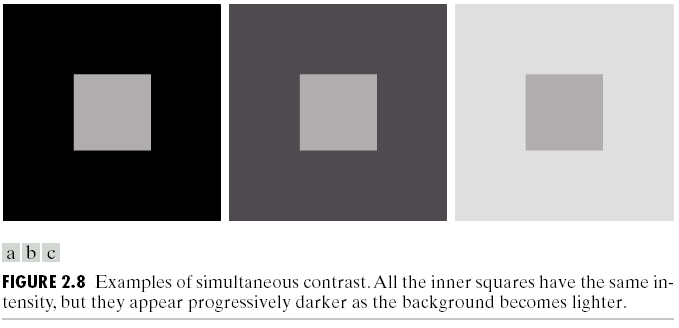 a b c
FIGURE 2.8 Examples of simultaneous contrast. All the inner squares have the same in-
tensity, but they appear progressively darker as the background becomes lighter.